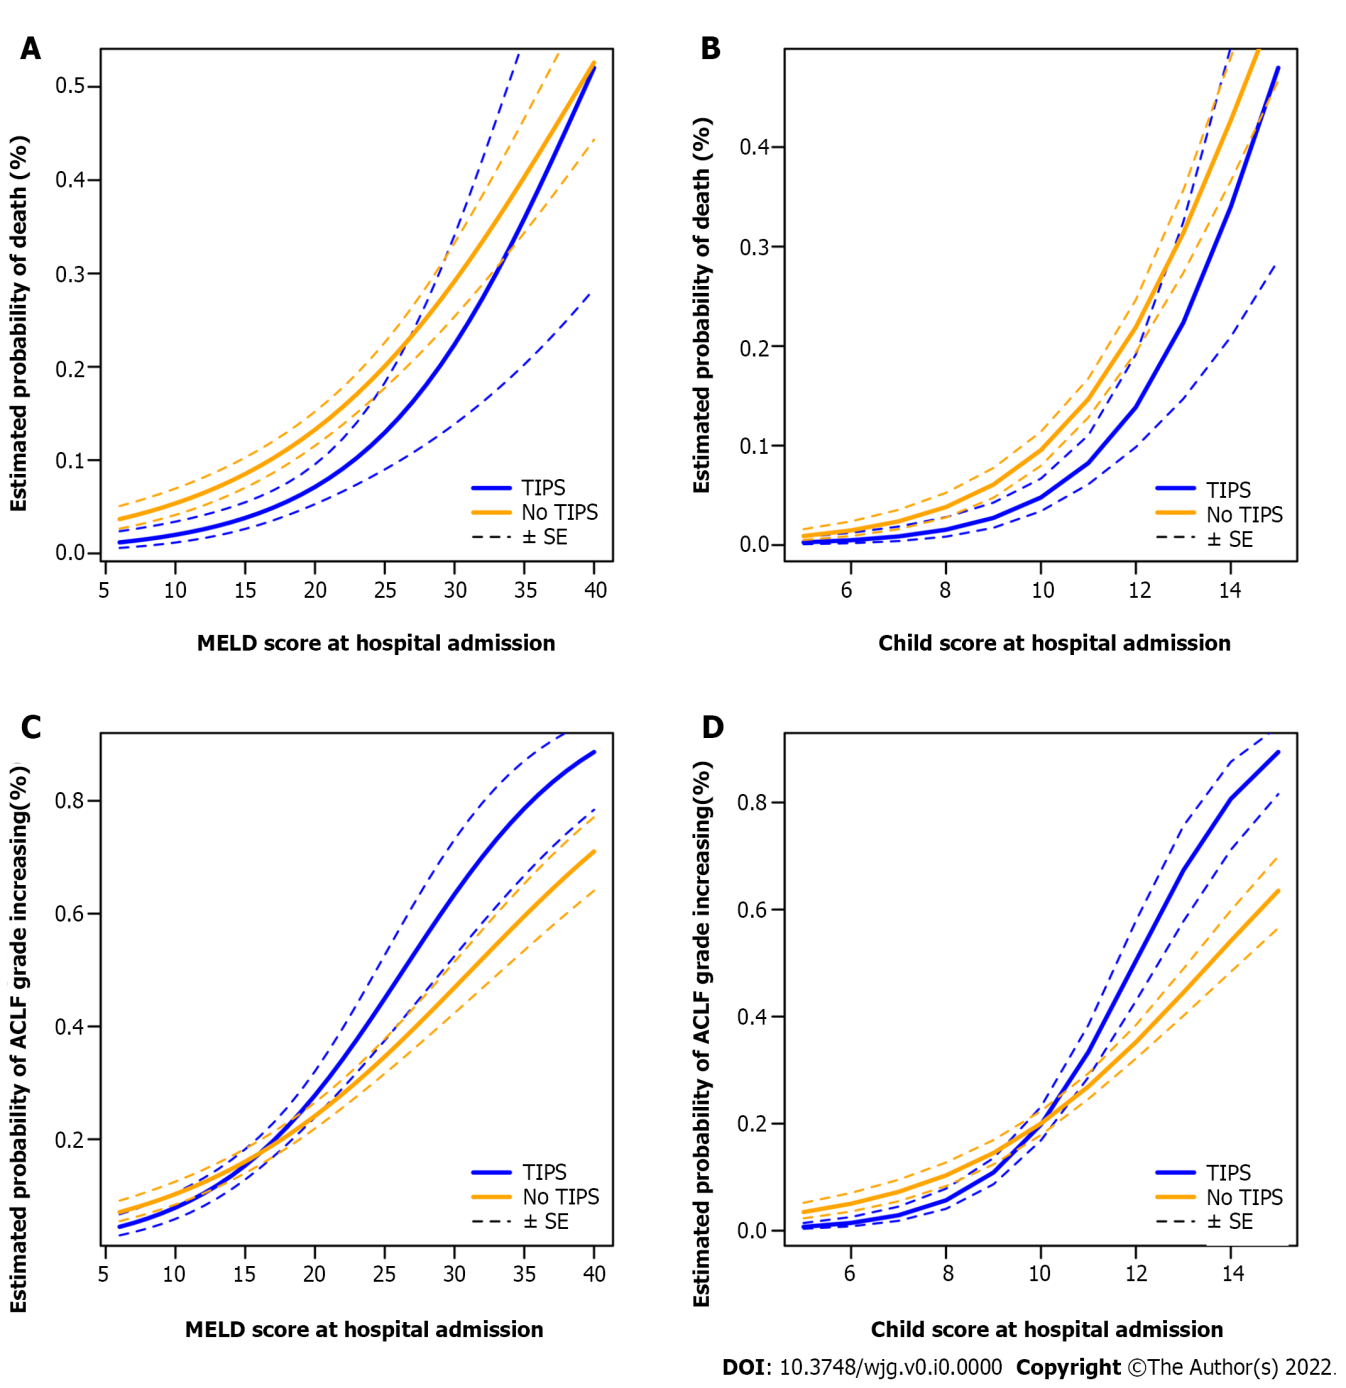 A
Estimated probability of death (%)
0.5
0.4
0.3
0.2
0.1
0.0
5 10 15 20 25 30 35 40
MELD score at hospital admission
TIPS
No TIPS
± SE
B
Estimated probability of death (%)
0.4
0.3
0.2
0.1
0.0
6 8 10 12 14
Child score at hospital admission
TIPS
No TIPS
± SE
C
Estimated probability of ACLF grade increasing(%)
0.8
0.6
0.4
0.2
5 10 15 20 25 30 35 40
MELD score at hospital admission
TIPS
No TIPS
± SE
D
Estimated probability of ACLF grade increasing(%)
0.8
0.6
0.4
0.2
0.0
6 8 10 12 14
Child score at hospital admission
TIPS
No TIPS
± SE
DOI: 10.3748/wjg.v0.i0.0000 Copyright ©The Author(s) 2022.